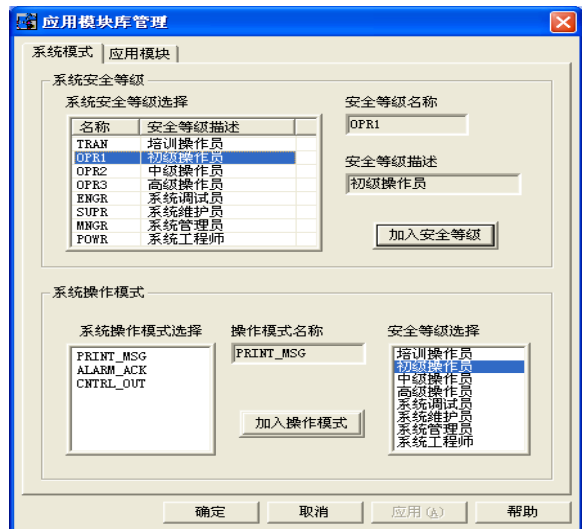 应用模块库管理
系统模式 应用模块
系统安全等级
系统安全等级选择
名称 安全等级描述
TRAN 培训操作员
OPR1 初级操作员
OPR2 中级操作员
OPR3 高级操作员
ENGR 系统调试员
SUPR 系统维护员
MNGR 系统管理员
POWR 系统工程师
安全等级名称
OPR1
安全等级描述
初级操作员
加入安全等级
系统操作模式
系统操作模式选择
PRINT_MSG
ALARM_ACK
CNTRL_OUT
操作模式名称
PRINT_MSG
加入操作模式
安全等级选择
培训操作员
初级操作员
中级操作员
高级操作员
系统调试员
系统维护员
系统管理员
系统工程师
确定 取消 应用(A) 帮助